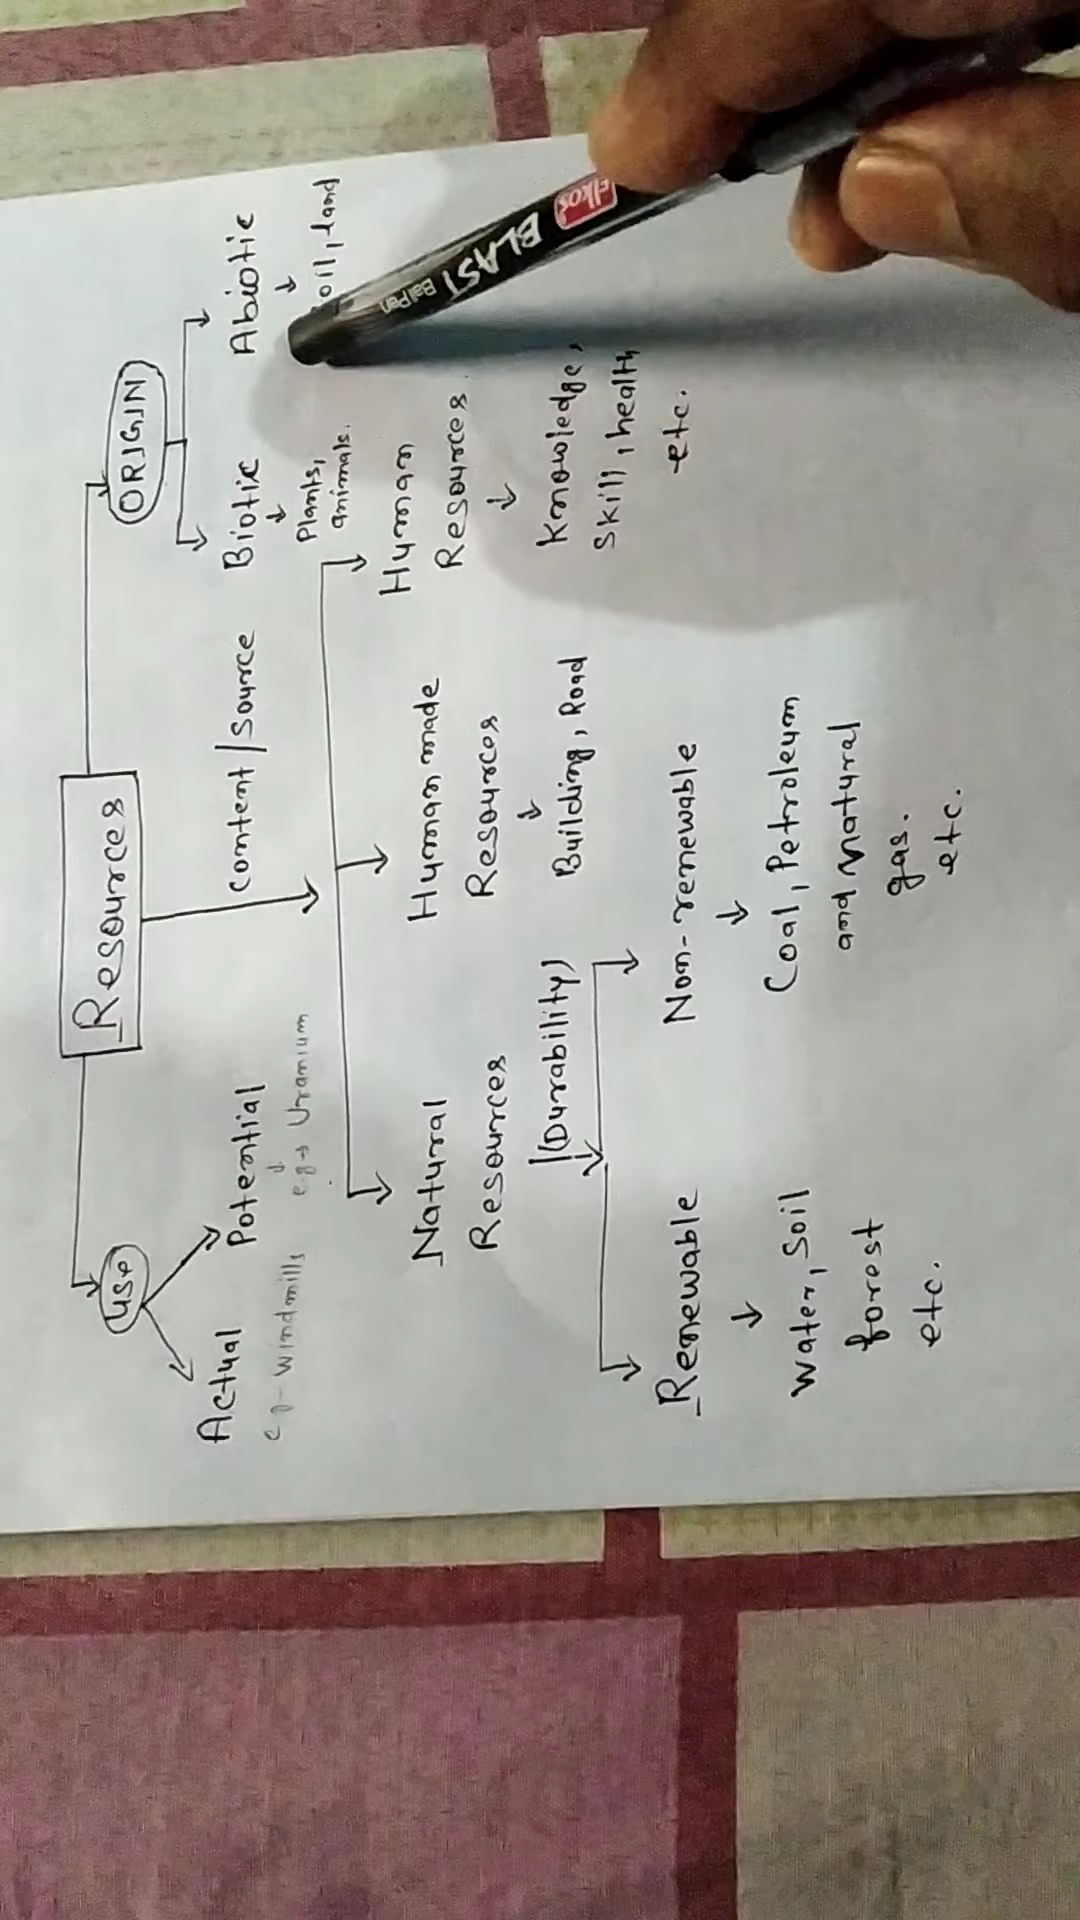 Resources
use
content/source
ORIGIN
Actual
Potential
Biotic
Abiotic
windmills
e.g → Uranium
Plants,
animals.
land
Natural
Resources
Human made
Resources
Human
Resources
Building, Road
Knowledge,
skill, health
etc.
(Durability)
Renewable
Non-renewable
water, soil
forest
etc.
Coal, Petroleum
and natural
gas.
etc.
elkos
BLAST
Ball Pen